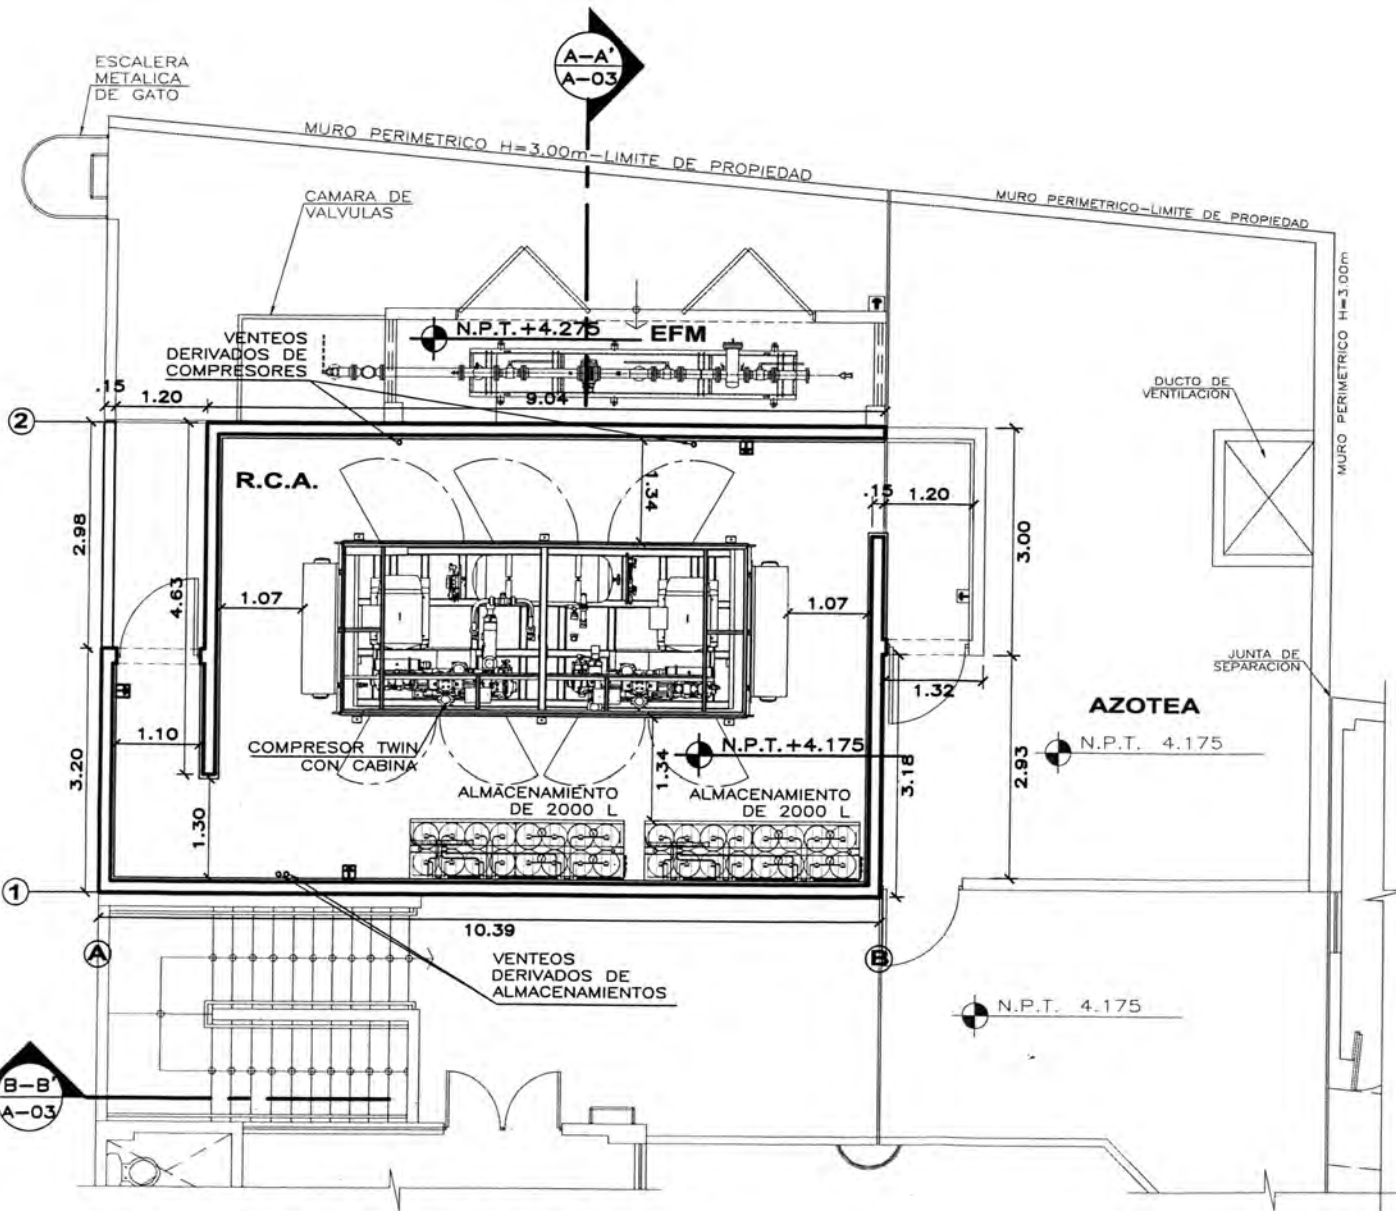 A-A'
A-03
ESCALERA
METALICA
DE GATO
MURO PERIMETRICO H=3.00m-LIMITE DE PROPIEDAD
MURO PERIMETRICO-LIMITE DE PROPIEDAD
MURO PERIMETRICO H=3.00m
CAMARA DE
VALVULAS
VENTEOS
DERIVADOS DE
COMPRESORES
N.P.T.+4.275
EFM
DUCTO DE
VENTILACION
.15
1.20
9.04
2
R.C.A.
1.34
.15
1.20
2.98
4.63
3.00
1.07
1.07
JUNTA DE
SEPARACION
1.32
AZOTEA
1.10
COMPRESOR TWIN
CON CABINA
N.P.T.+4.175
N.P.T. 4.175
3.20
1.34
3.18
2.93
ALMACENAMIENTO
DE 2000 L
ALMACENAMIENTO
DE 2000 L
1.30
1
10.39
A
B
VENTEOS
DERIVADOS DE
ALMACENAMIENTOS
N.P.T. 4.175
B-B'
A-03